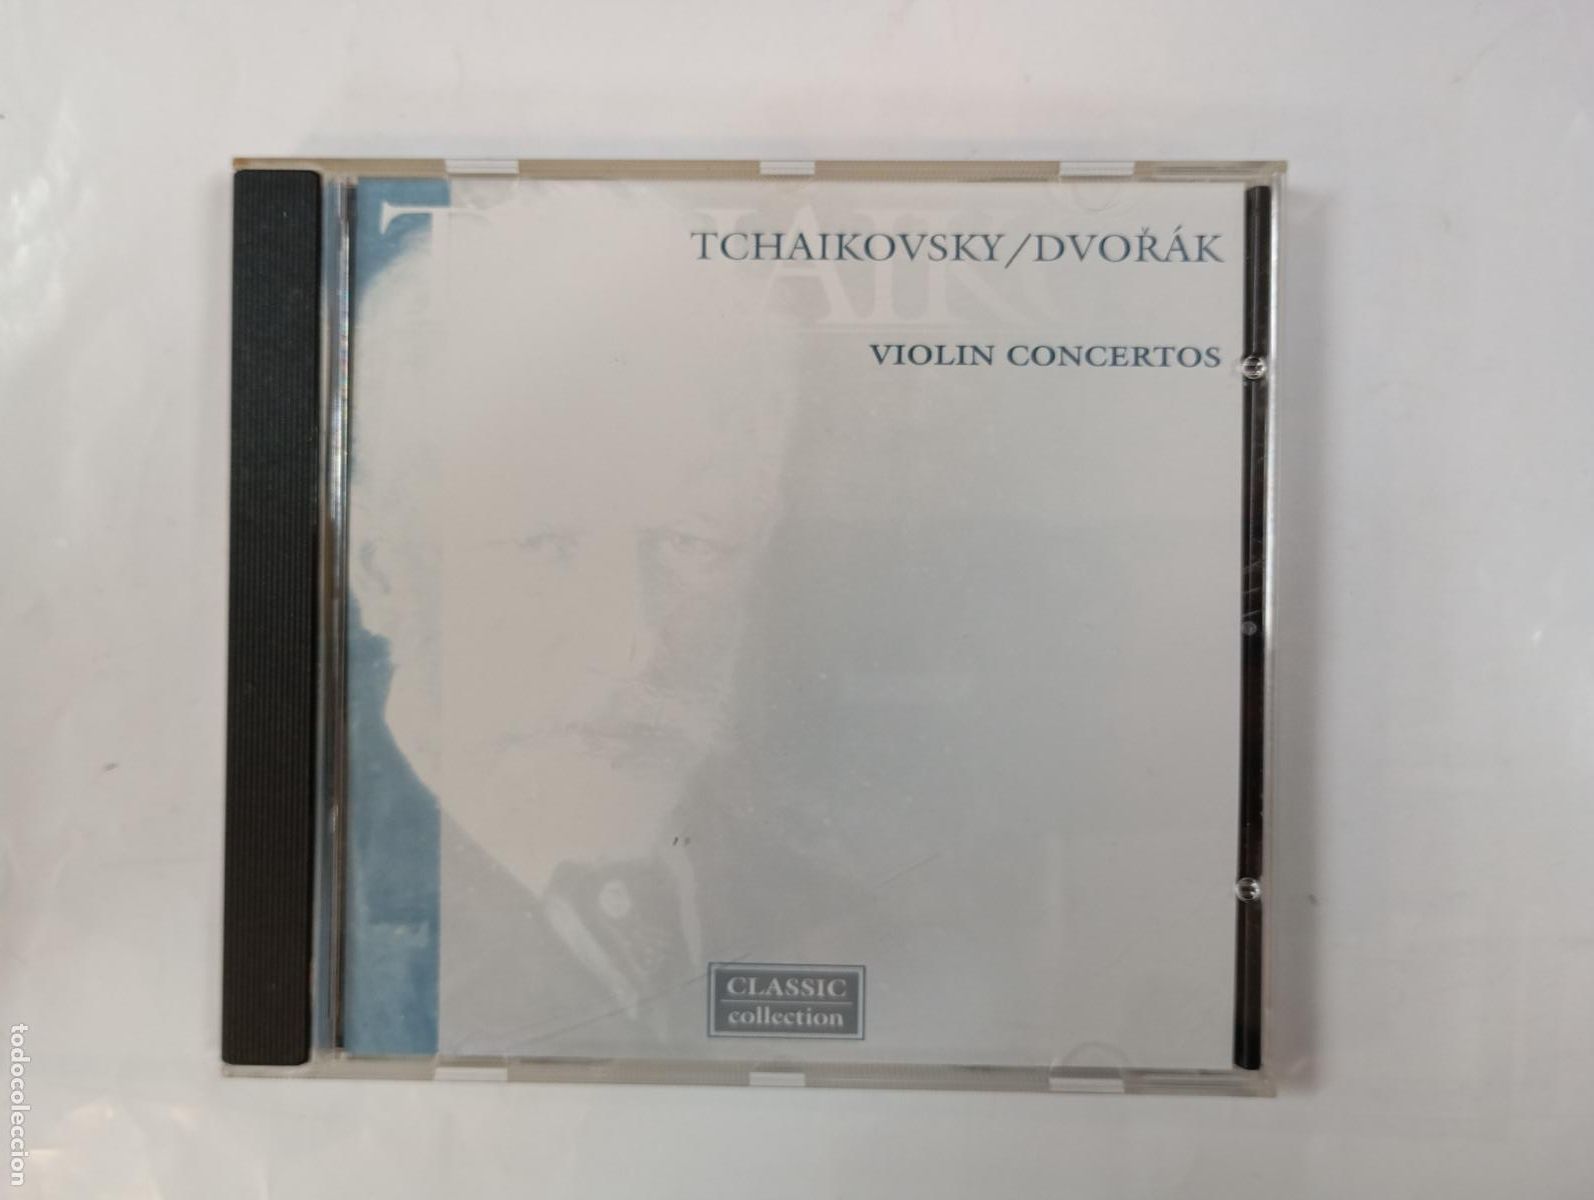 TCHAIKOVSKY/DVOŘÁK
VIOLIN CONCERTOS
CLASSIC
collection
todocoleccion